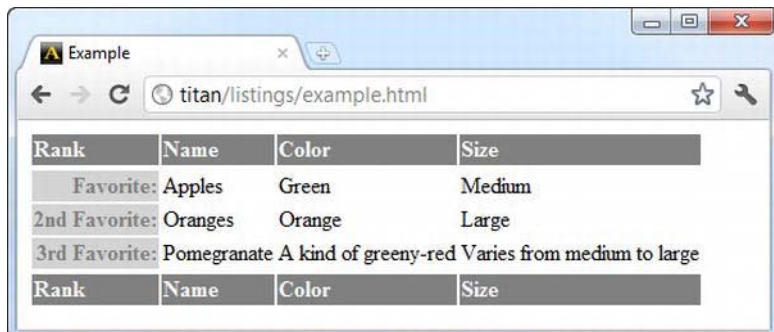 Example
titan/listings/example.html
Rank Name Color Size
Favorite: Apples Green Medium
2nd Favorite: Oranges Orange Large
3rd Favorite: Pomegranate A kind of greeny-red Varies from medium to large
Rank Name Color Size